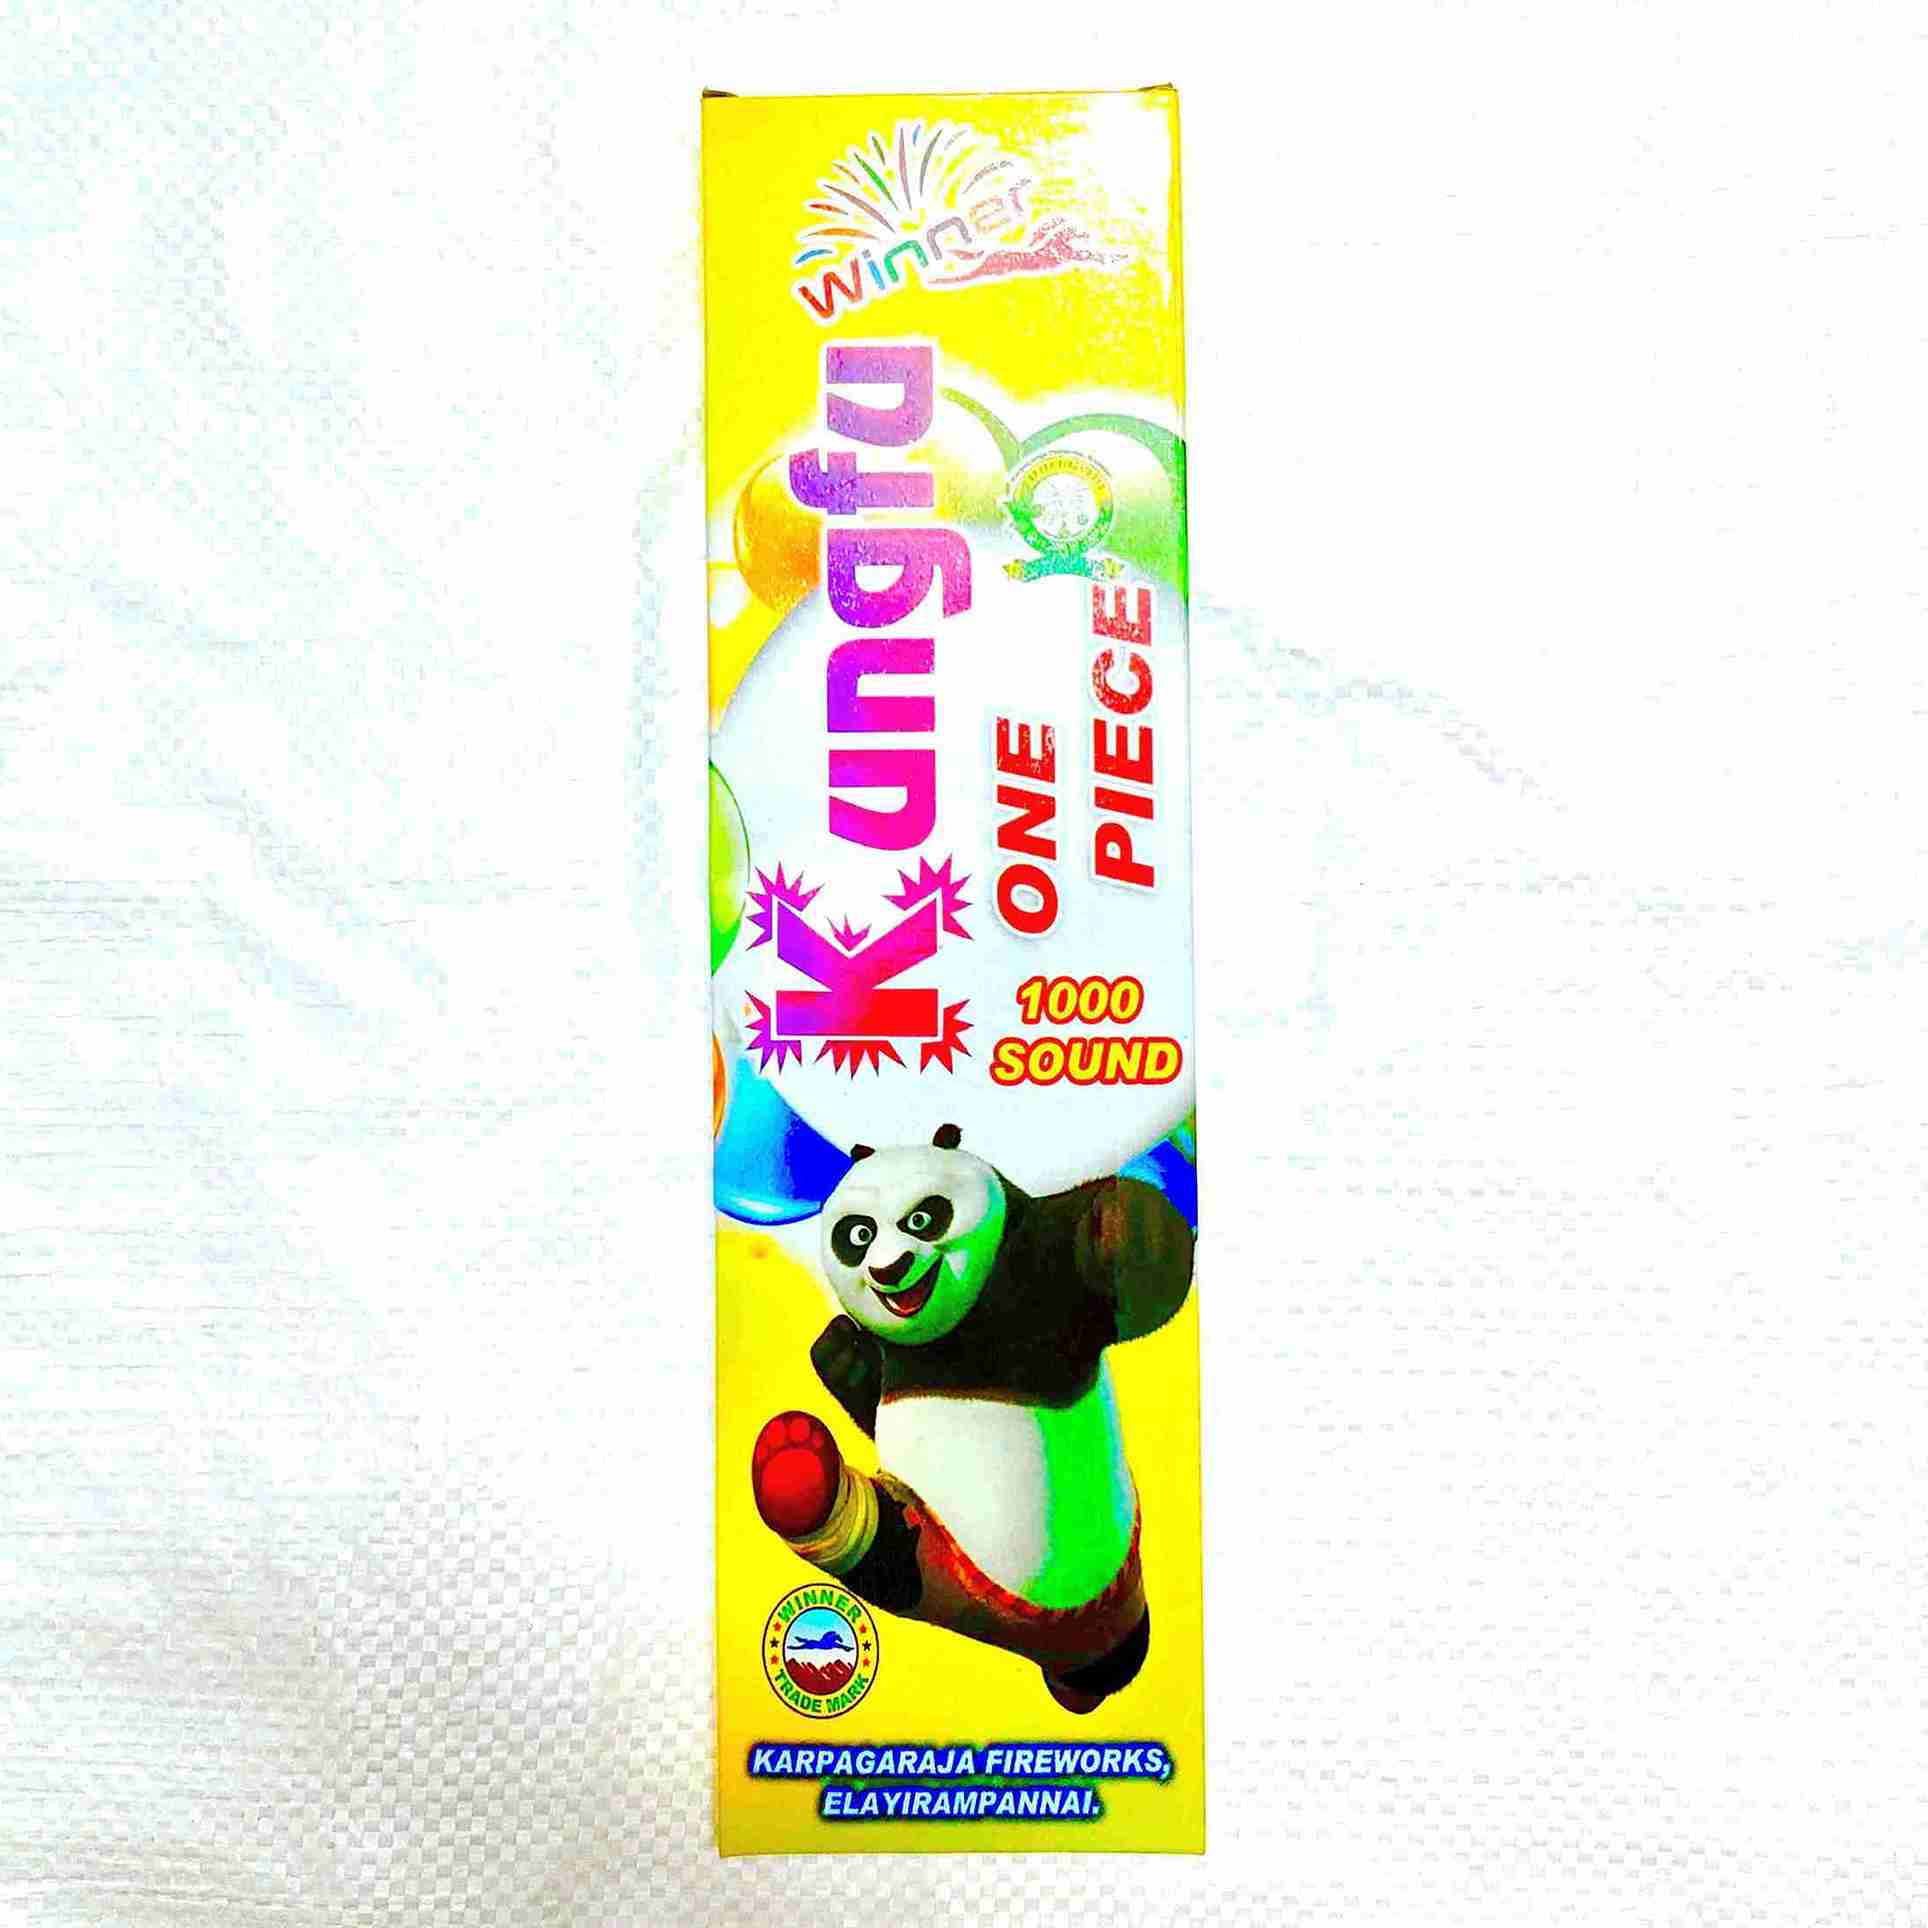 Winner
Kungfu
ONE
PIECE
1000
SOUND
WINNER
TRADE MARK
KARPAGARAJA FIREWORKS,
ELAYIRAMPANNAI.